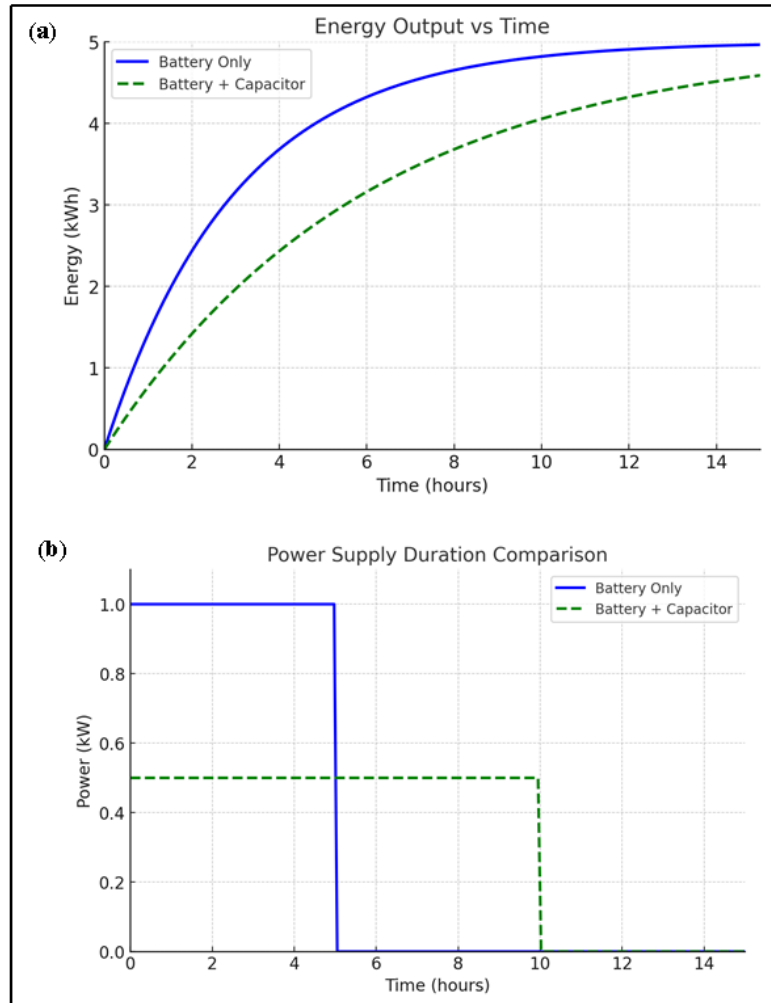 (a)
Energy Output vs Time
Battery Only
Battery + Capacitor
Energy (kWh)
5
4
3
2
1
0
0 2 4 6 8 10 12 14
Time (hours)
(b)
Power Supply Duration Comparison
Battery Only
Battery + Capacitor
Power (kW)
1.0
0.8
0.6
0.4
0.2
0.0
0 2 4 6 8 10 12 14
Time (hours)